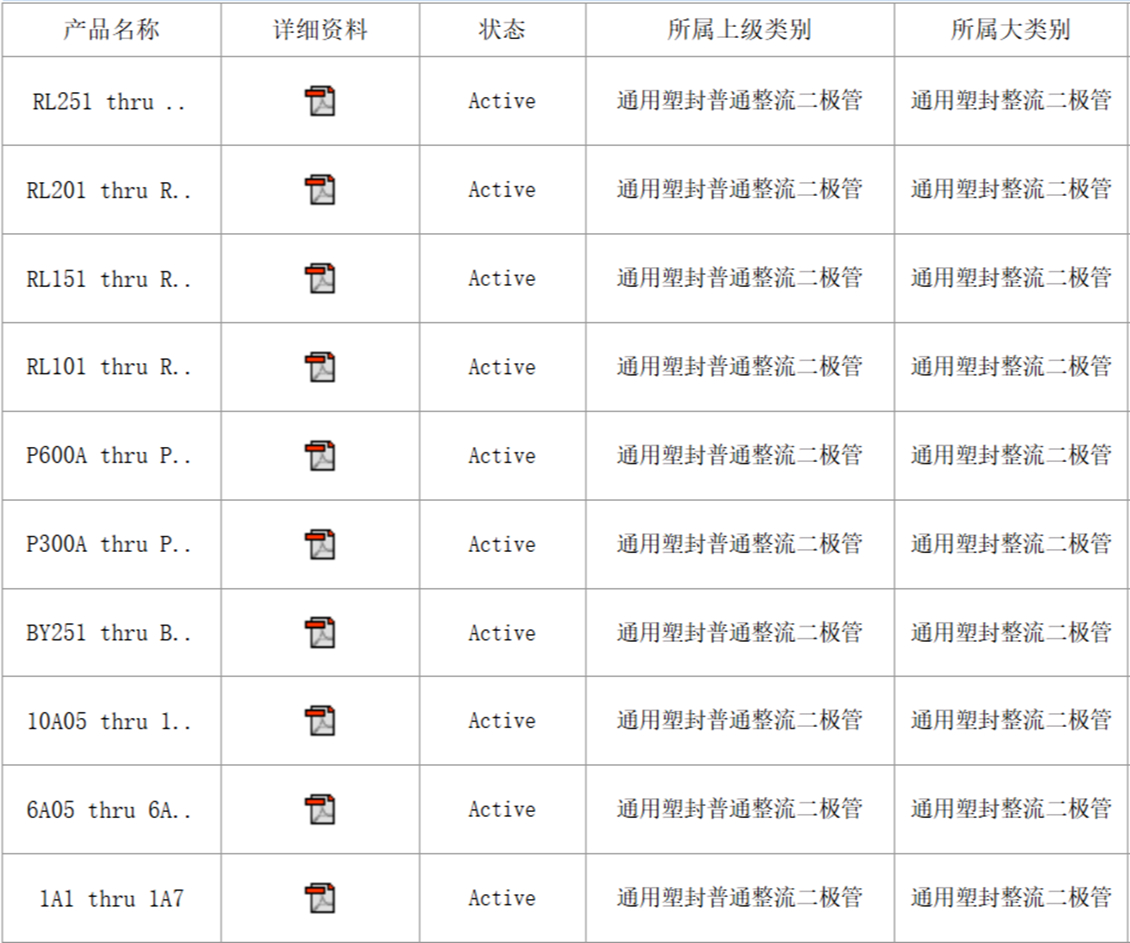 产品名称 详细资料 状态 所属上级类别 所属大类别
RL251 thru .. Active 通用塑封普通整流二极管 通用塑封整流二极管
RL201 thru R.. Active 通用塑封普通整流二极管 通用塑封整流二极管
RL151 thru R.. Active 通用塑封普通整流二极管 通用塑封整流二极管
RL101 thru R.. Active 通用塑封普通整流二极管 通用塑封整流二极管
P600A thru P.. Active 通用塑封普通整流二极管 通用塑封整流二极管
P300A thru P.. Active 通用塑封普通整流二极管 通用塑封整流二极管
BY251 thru B.. Active 通用塑封普通整流二极管 通用塑封整流二极管
10A05 thru 1.. Active 通用塑封普通整流二极管 通用塑封整流二极管
6A05 thru 6A.. Active 通用塑封普通整流二极管 通用塑封整流二极管
1A1 thru 1A7 Active 通用塑封普通整流二极管 通用塑封整流二极管